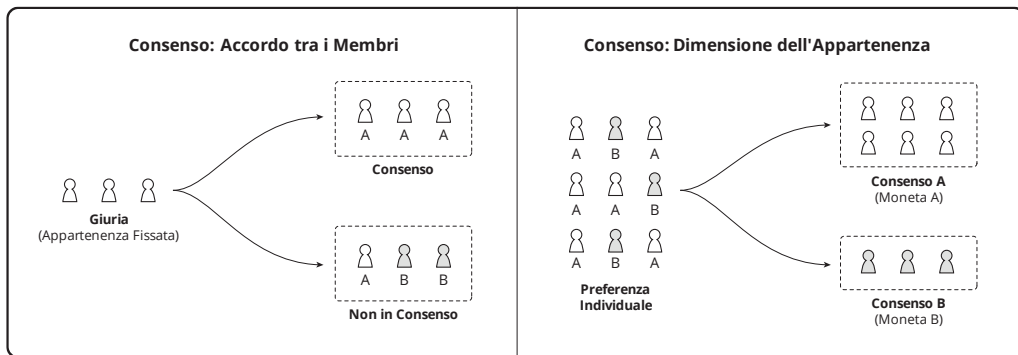 Consenso: Accordo tra i Membri
A A A
Consenso
Giuria
(Appartenenza Fissata)
A B B
Non in Consenso
Consenso: Dimensione dell'Appartenenza
A B A
A A B
A B A
Preferenza
Individuale
Consenso A
(Moneta A)
Consenso B
(Moneta B)